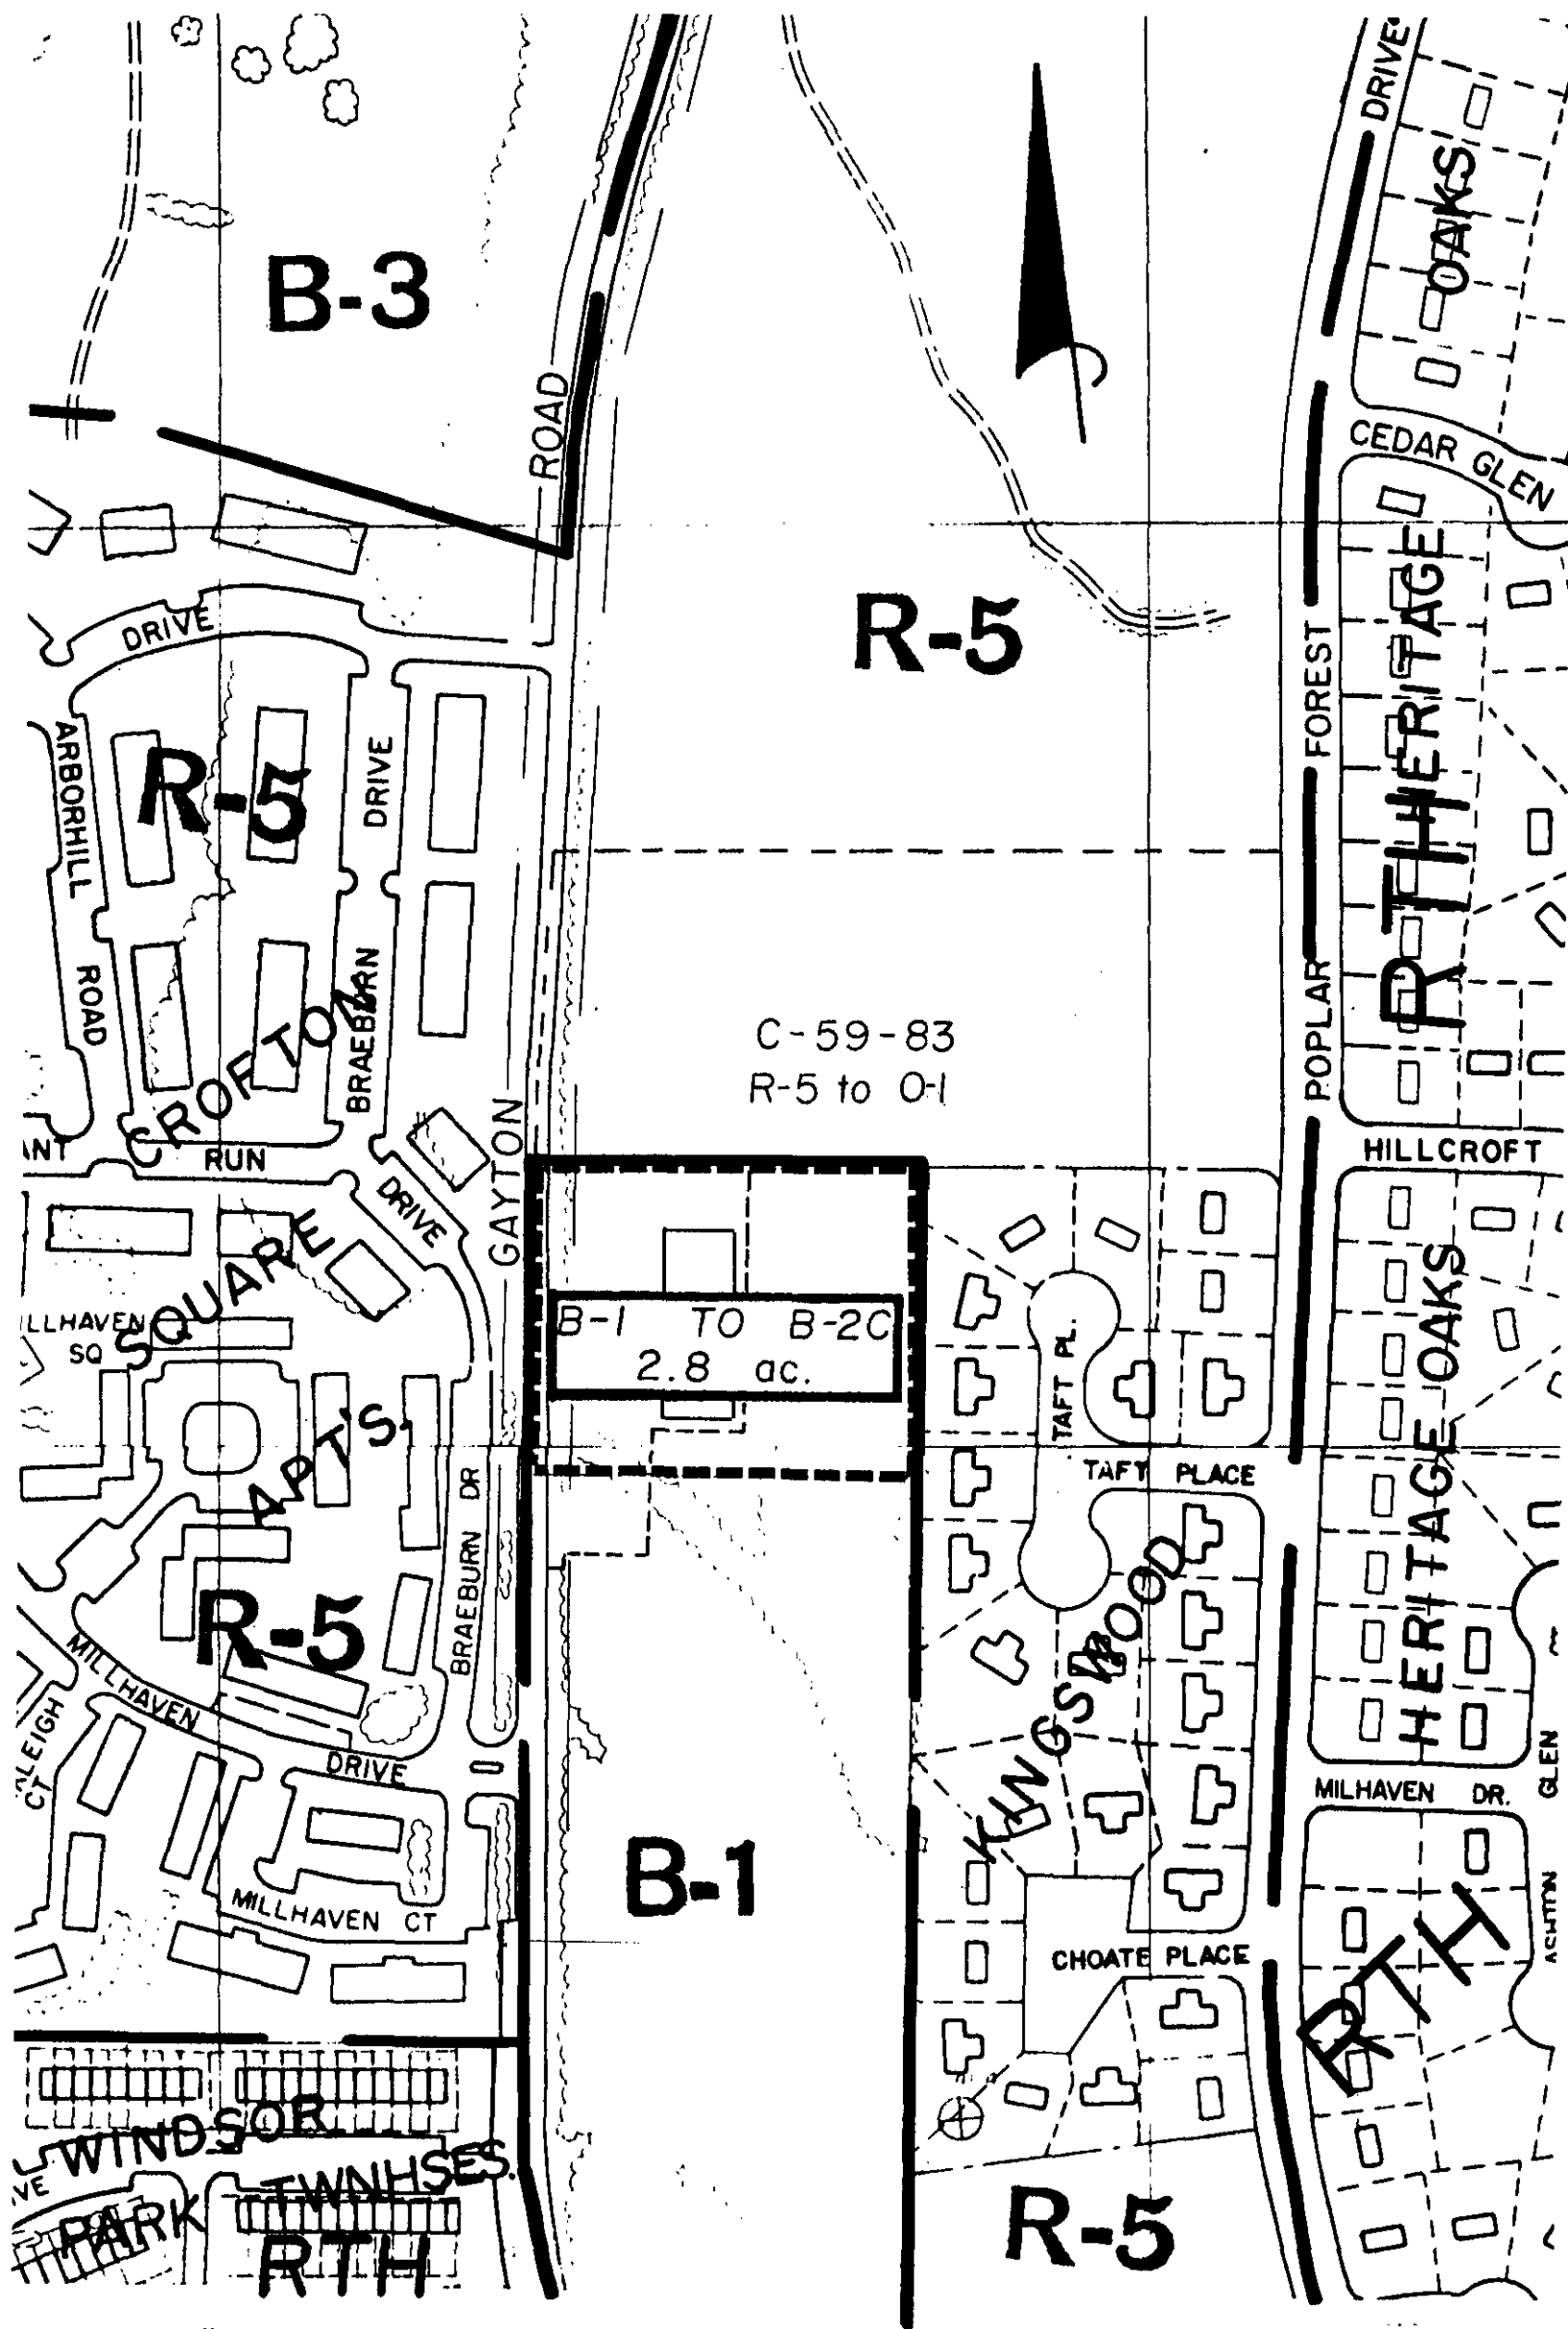 DRIVE
OAKS
B-3
ROAD
CEDAR GLEN
R-5
DRIVE
FOREST
HERITAGE
ARBORHILL
R-5
DRIVE
RTH
ROAD
CROFTON
BRAEBURN
POPLAR
C-59-83
R-5 to O-1
GAYTON
RUN
HILLCROFT
DRIVE
SQUARE
B-1 TO B-2C
2.8 ac.
SQ
TAFT PL.
HERITAGE OAKS
APT'S.
TAFT PLACE
BRAEBURN DR
KINGSWOOD
R-5
MILLHAVEN
DRIVE
CT
GLEN
MILHAVEN DR.
B-1
MILLHAVEN CT
ASHTON
CHOATE PLACE
RTH
WINDSOR
TWNHSES.
PARK
RTH
R-5